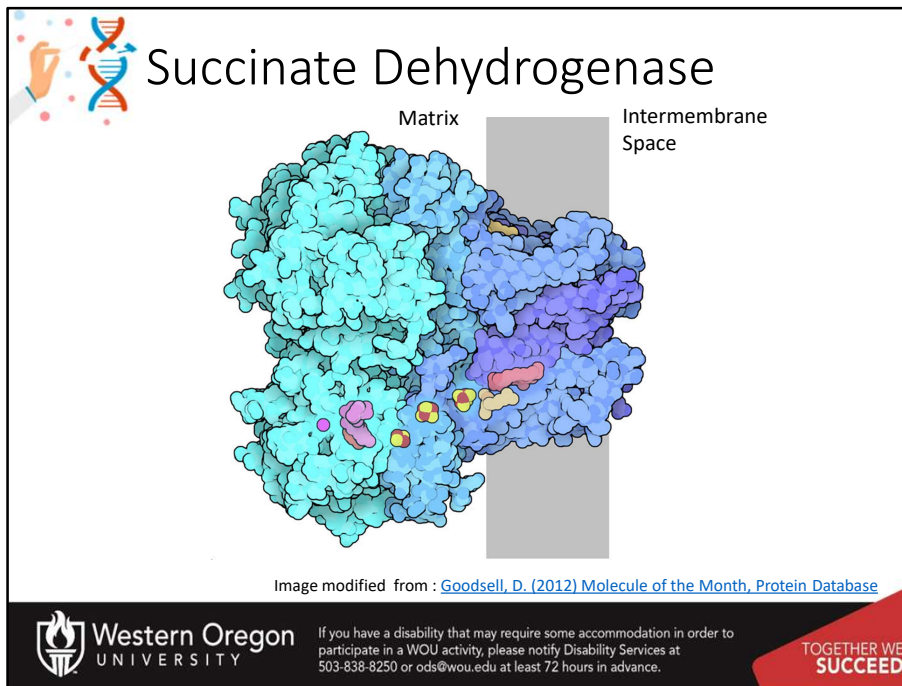 Succinate Dehydrogenase
Matrix
Intermembrane
Space
Image modified from : Goodsell, D. (2012) Molecule of the Month, Protein Database
Western Oregon
UNIVERSITY
If you have a disability that may require some accommodation in order to
participate in a WOU activity, please notify Disability Services at
503-838-8250 or ods@wou.edu at least 72 hours in advance.
TOGETHER WE
SUCCEED